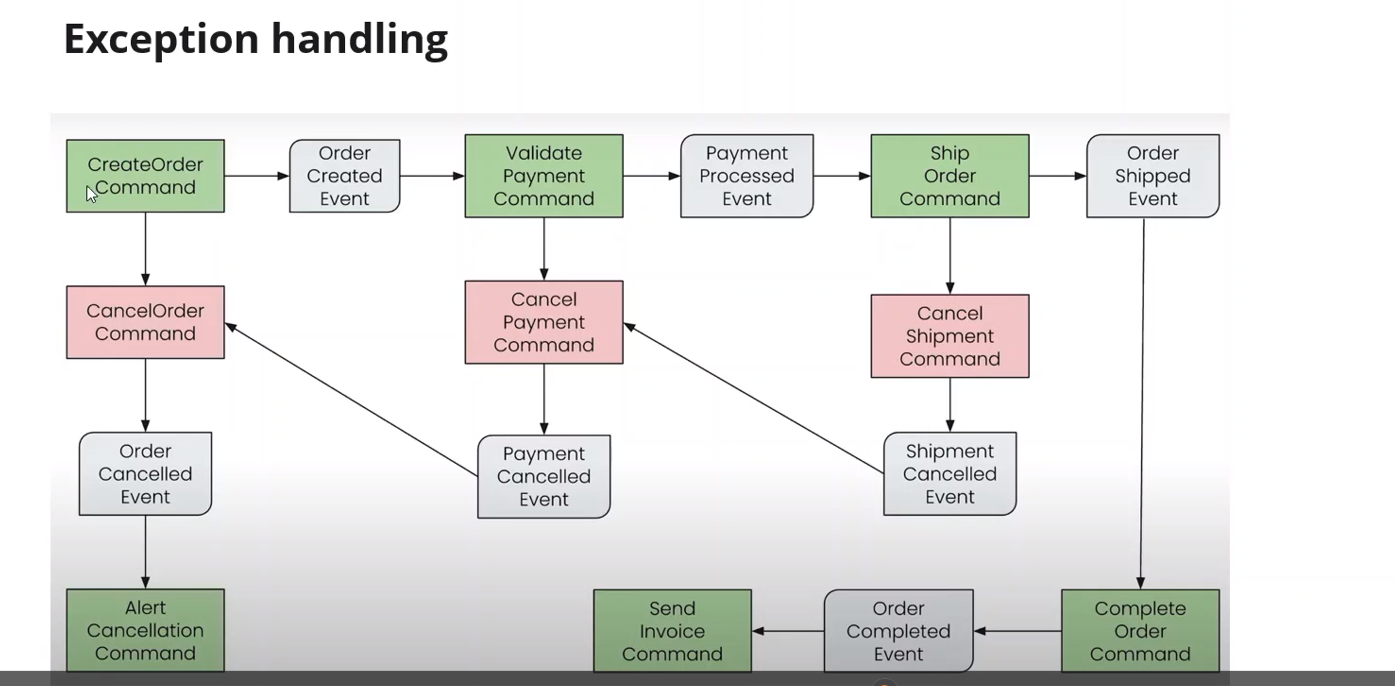 Exception handling
CreateOrder
Command
Order
Created
Event
Validate
Payment
Command
Payment
Processed
Event
Ship
Order
Command
Order
Shipped
Event
CancelOrder
Command
Cancel
Payment
Command
Cancel
Shipment
Command
Order
Cancelled
Event
Payment
Cancelled
Event
Shipment
Cancelled
Event
Alert
Cancellation
Command
Send
Invoice
Command
Order
Completed
Event
Complete
Order
Command